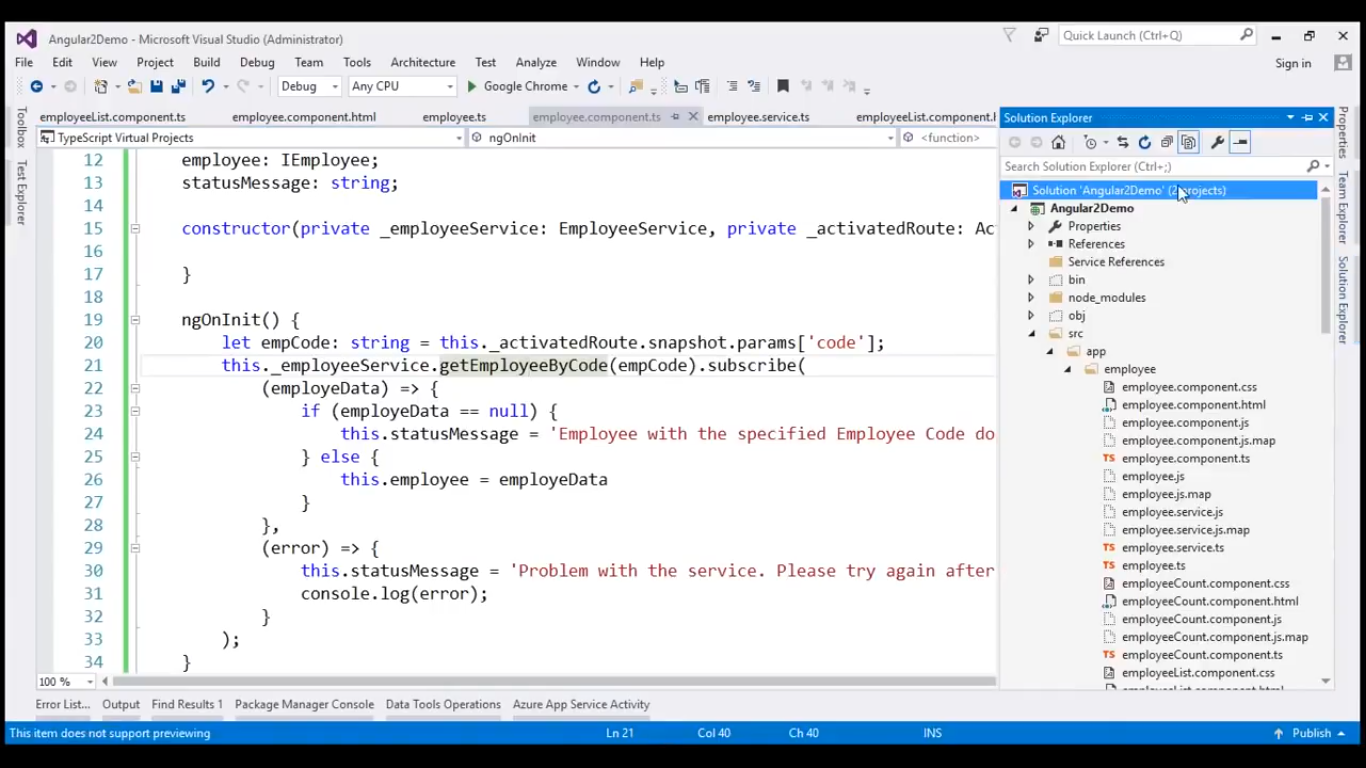 Angular2Demo - Microsoft Visual Studio (Administrator)
Quick Launch (Ctrl+Q)
File Edit View Project Build Debug Team Tools Architecture Test Analyze Window Help
Sign in
Debug Any CPU Google Chrome
employeeList.component.ts employee.component.html employee.ts employee.component.ts employee.service.ts employeeList.component.h
TypeScript Virtual Projects ngOnInit <function>
Toolbox
Test Explorer
12 employee: IEmployee;
13 statusMessage: string;
14
15 constructor(private _employeeService: EmployeeService, private _activatedRoute: Ac
16
17 }
18
19 ngOnInit() {
20 let empCode: string = this._activatedRoute.snapshot.params['code'];
21 this._employeeService.getEmployeeByCode(empCode).subscribe(
22 (employeData) => {
23 if (employeData == null) {
24 this.statusMessage = 'Employee with the specified Employee Code do
25 } else {
26 this.employee = employeData
27 }
28 },
29 (error) => {
30 this.statusMessage = 'Problem with the service. Please try again after
31 console.log(error);
32 }
33 );
34 }
100 %
Solution Explorer
Search Solution Explorer (Ctrl+;)
Solution 'Angular2Demo' (2 projects)
Angular2Demo
Properties
References
Service References
bin
node_modules
obj
src
app
employee
employee.component.css
employee.component.html
employee.component.js
employee.component.js.map
employee.component.ts
employee.js
employee.js.map
employee.service.js
employee.service.js.map
employee.service.ts
employee.ts
employeeCount.component.css
employeeCount.component.html
employeeCount.component.js
employeeCount.component.js.map
employeeCount.component.ts
employeeList.component.css
employeeList.component.html
Properties
Team Explorer
Solution Explorer
Error List... Output Find Results 1 Package Manager Console Data Tools Operations Azure App Service Activity
This item does not support previewing Ln 21 Col 40 Ch 40 INS Publish